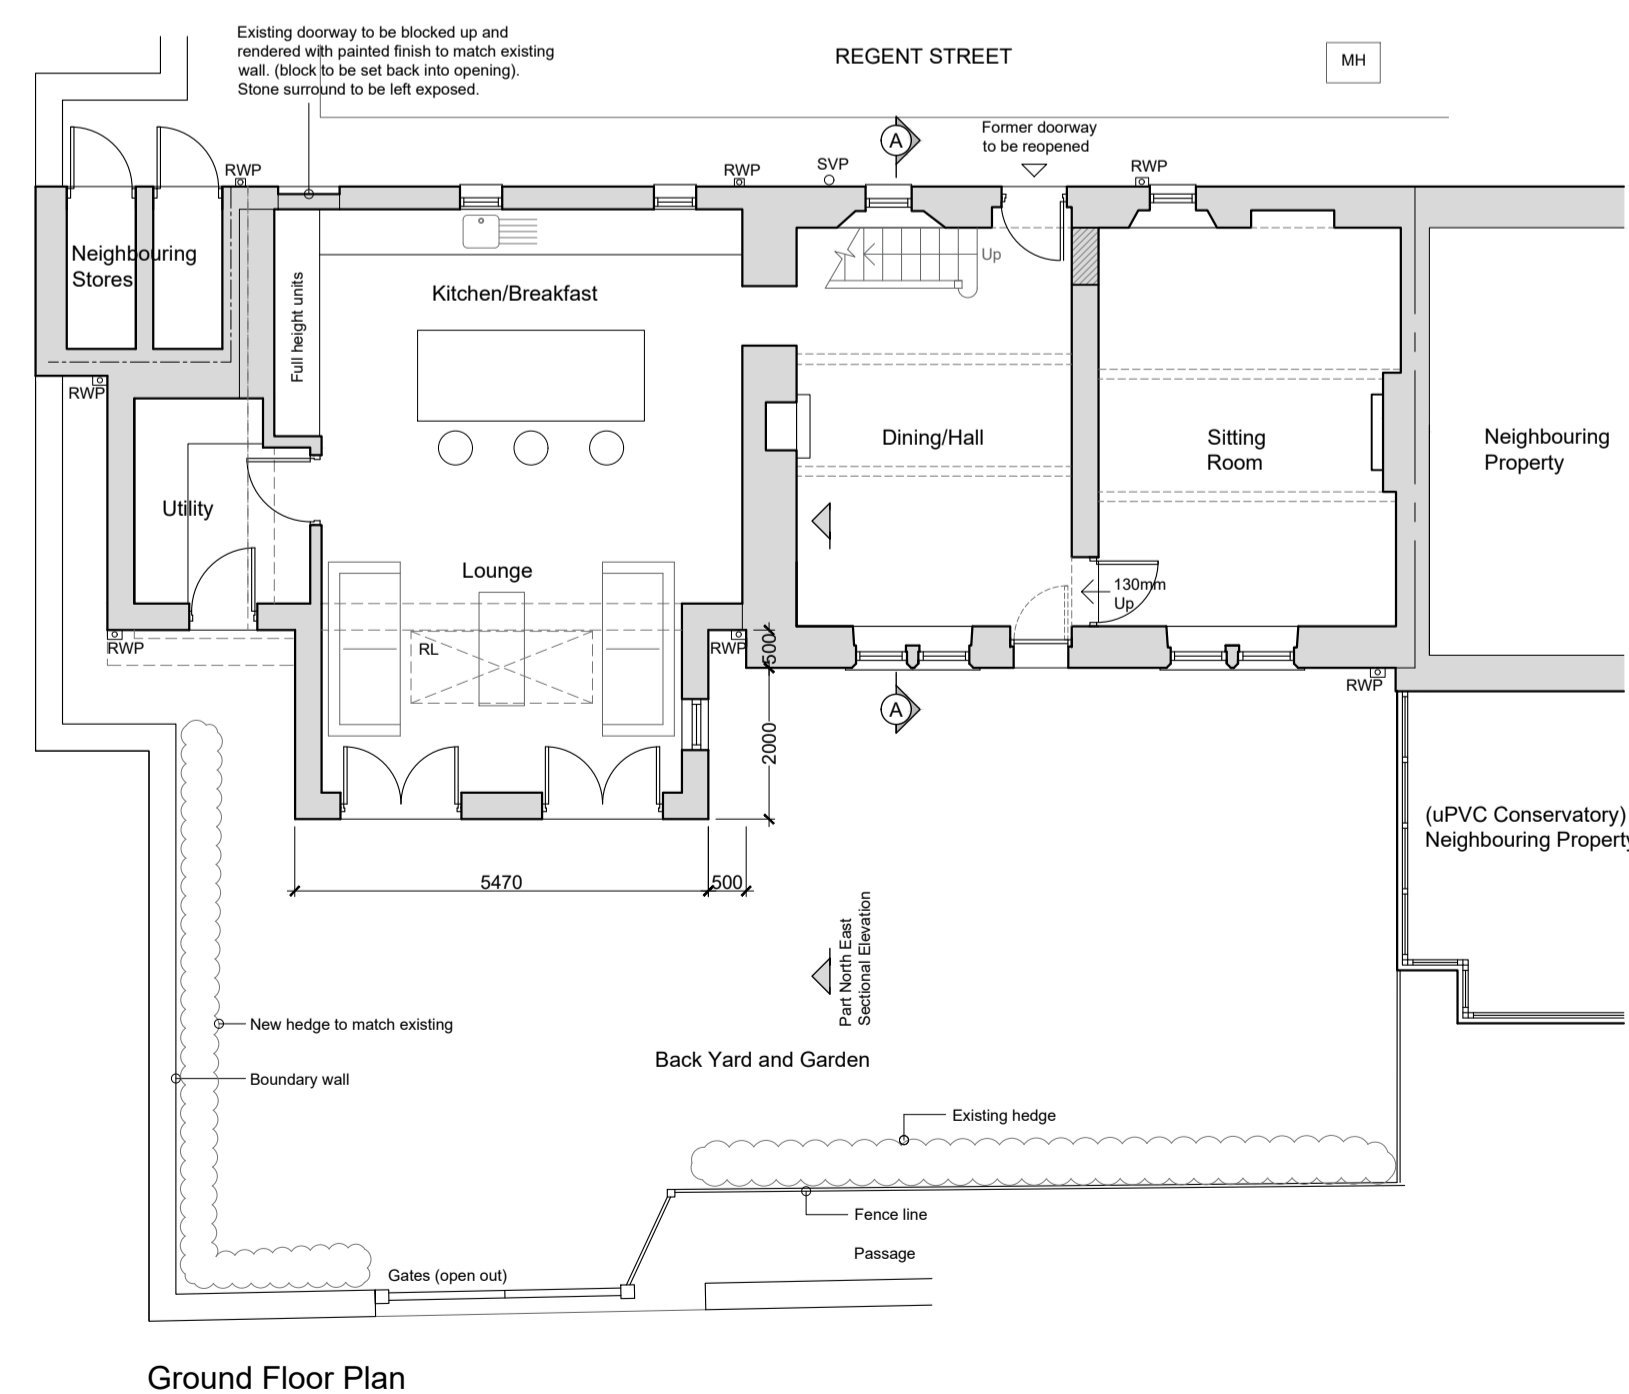 Existing doorway to be blocked up and
rendered with painted finish to match existing
wall. (block to be set back into opening).
Stone surround to be left exposed.
REGENT STREET
MH
A
Former doorway
to be reopened
RWP
RWP
SVP
RWP
Neighbouring
Stores
Full height units
Kitchen/Breakfast
Up
RWP
Utility
Dining/Hall
Sitting
Room
Neighbouring
Property
Lounge
130mm
Up
RWP
RL
RWP
500
RWP
A
2000
(uPVC Conservatory)
Neighbouring Property
5470
500
Part North East
Sectional Elevation
New hedge to match existing
Back Yard and Garden
Boundary wall
Existing hedge
Fence line
Passage
Gates (open out)
Ground Floor Plan